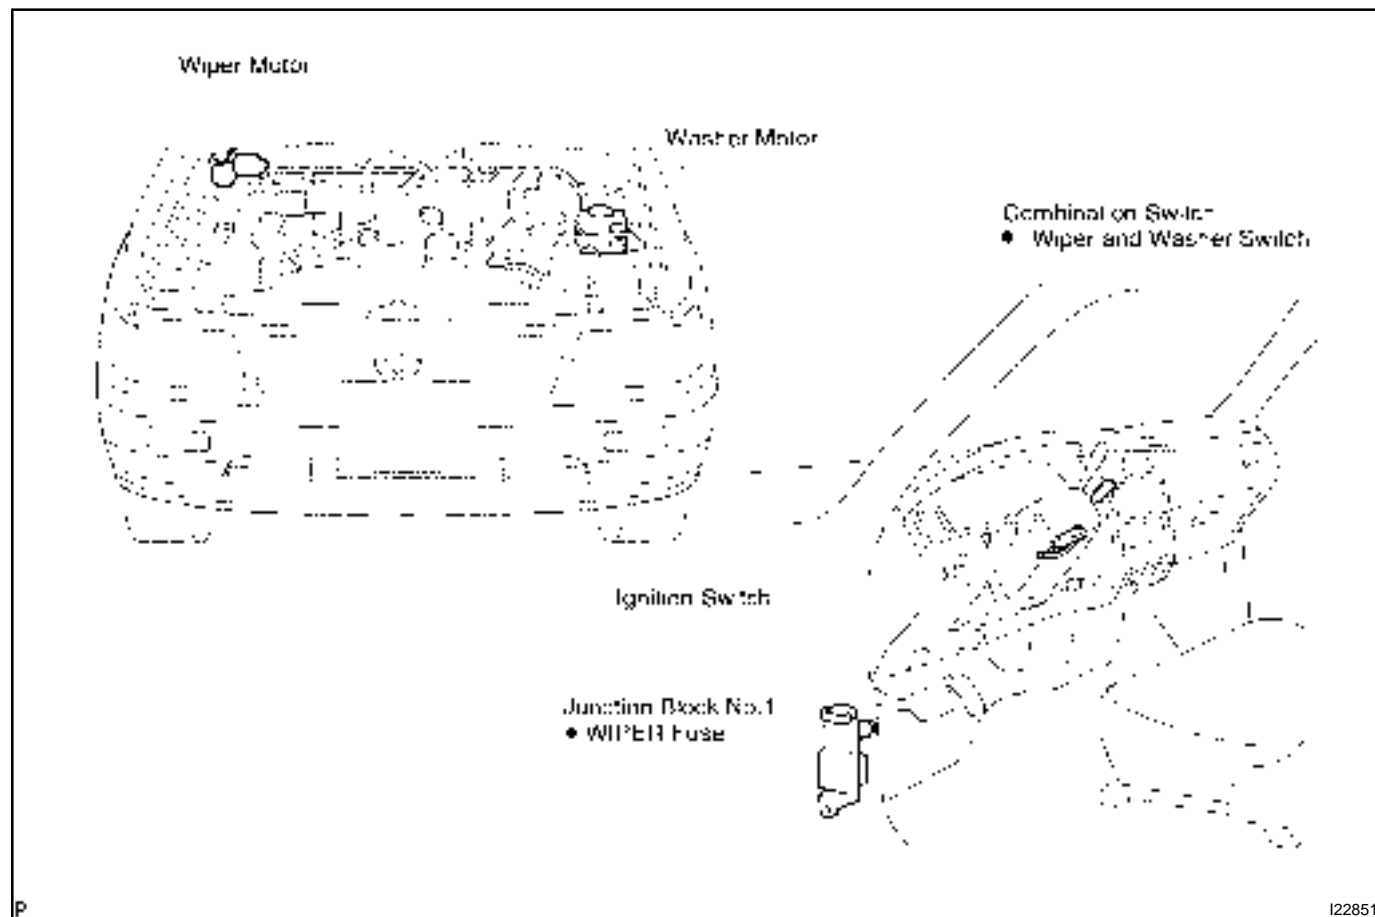 Wiper Motor
Washer Motor
Combination Switch
● Wiper and Washer Switch
Ignition Switch
Junction Block No.1
● WIPER Fuse
P
I22851